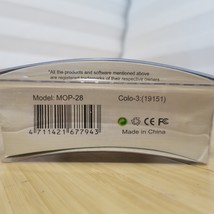 *All the products and software mentioned above
are registered trademarks of their respective owners.
Model: MOP-28
Colo-3:(19151)
4 711421 677943
CE FC
Made in China